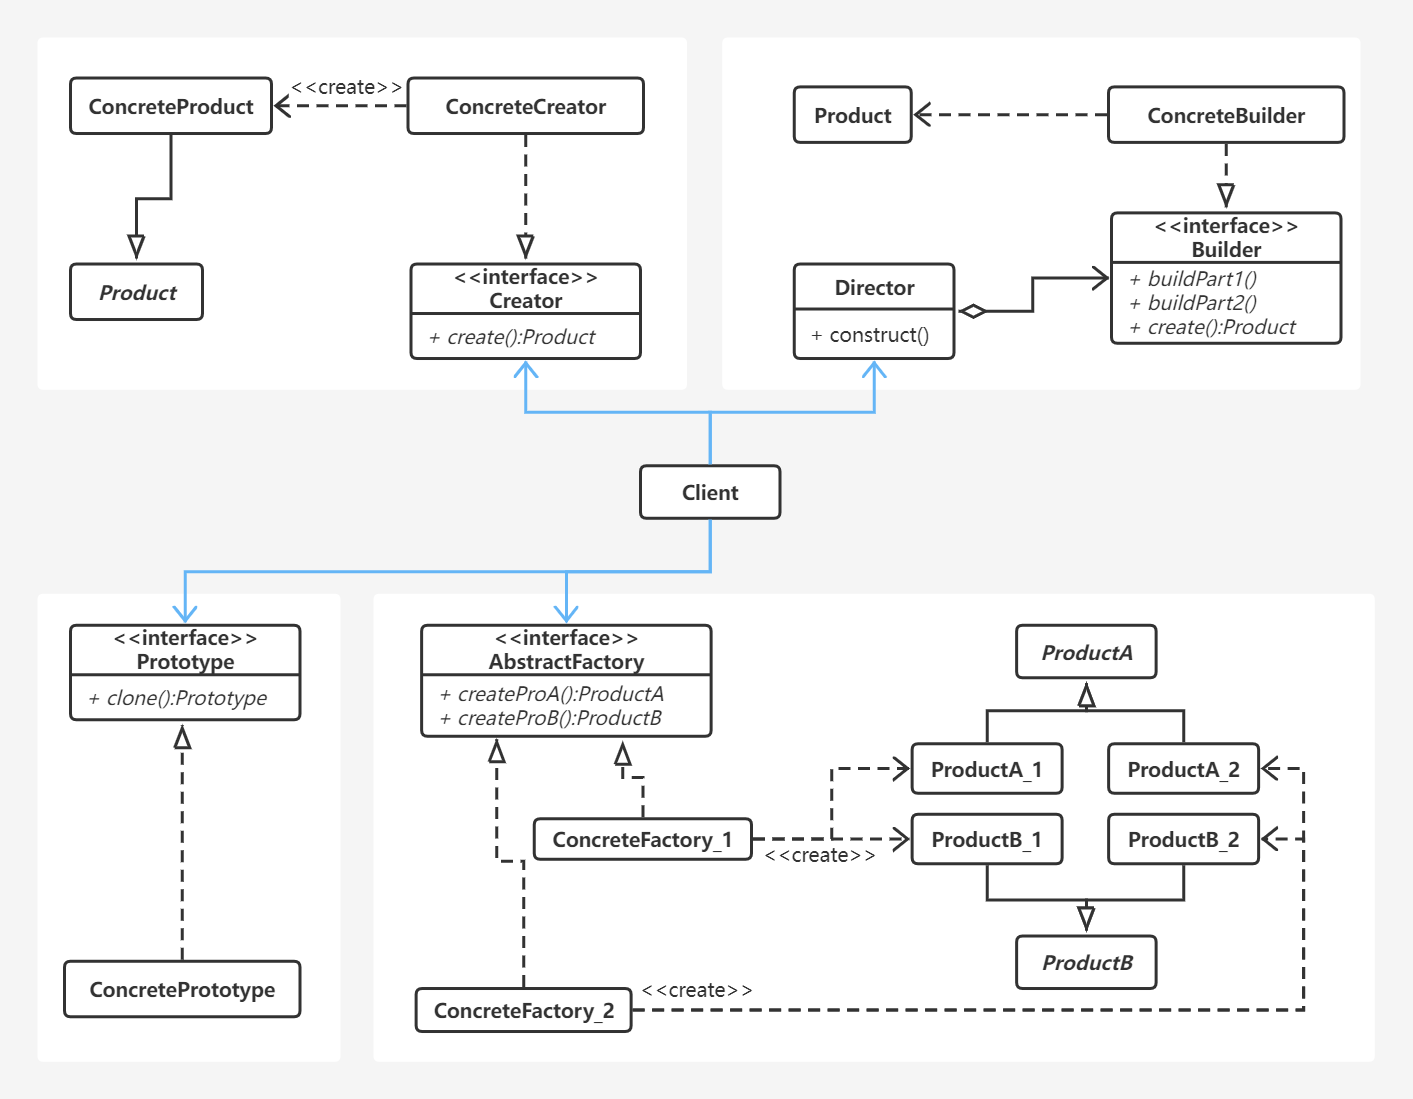 ConcreteProduct
<<create>>
ConcreteCreator
Product
<<interface>>
Creator
+ create():Product
Product
ConcreteBuilder
<<interface>>
Builder
+ buildPart1()
+ buildPart2()
+ create():Product
Director
+ construct()
Client
<<interface>>
Prototype
+ clone():Prototype
ConcretePrototype
<<interface>>
AbstractFactory
+ createProA():ProductA
+ createProB():ProductB
ConcreteFactory_1
<<create>>
ConcreteFactory_2
<<create>>
ProductA
ProductA_1
ProductA_2
ProductB_1
ProductB_2
ProductB